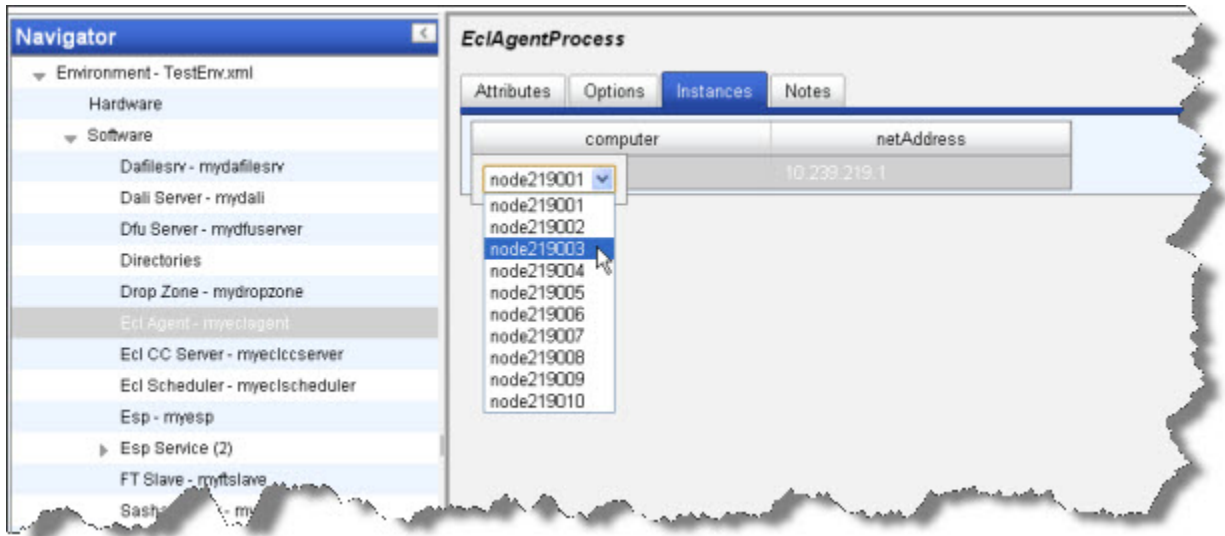 Navigator
Environment - TestEnv.xml
Hardware
Software
Dafilesrv - mydafilesrv
Dali Server - mydali
Dfu Server - mydfuserver
Directories
Drop Zone - mydropzone
Ecl Agent - myeclagent
Ecl CC Server - myeclccserver
Ecl Scheduler - myeclscheduler
Esp - myesp
Esp Service (2)
FT Slave - myftslave
EclAgentProcess
Attributes Options Instances Notes
computer netAddress
node219001 10.239.219.1
node219001
node219002
node219003
node219004
node219005
node219006
node219007
node219008
node219009
node219010